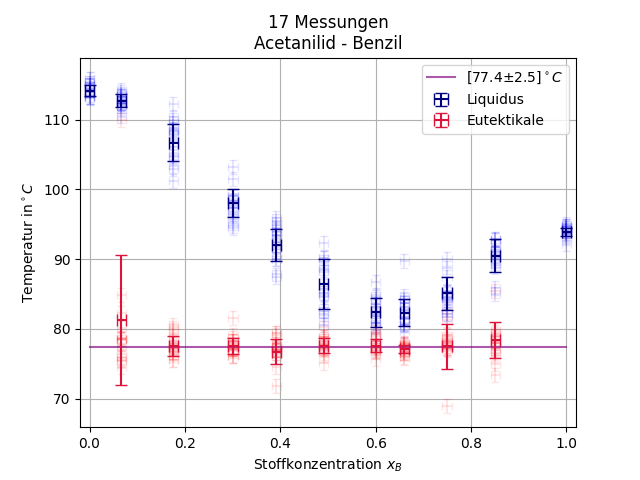 17 Messungen
Acetanilid - Benzil
[77.4±2.5]°C
Liquidus
Eutektikale
110
100
90
80
70
Temperatur in °C
0.0
0.2
0.4
0.6
0.8
1.0
Stoffkonzentration x_B